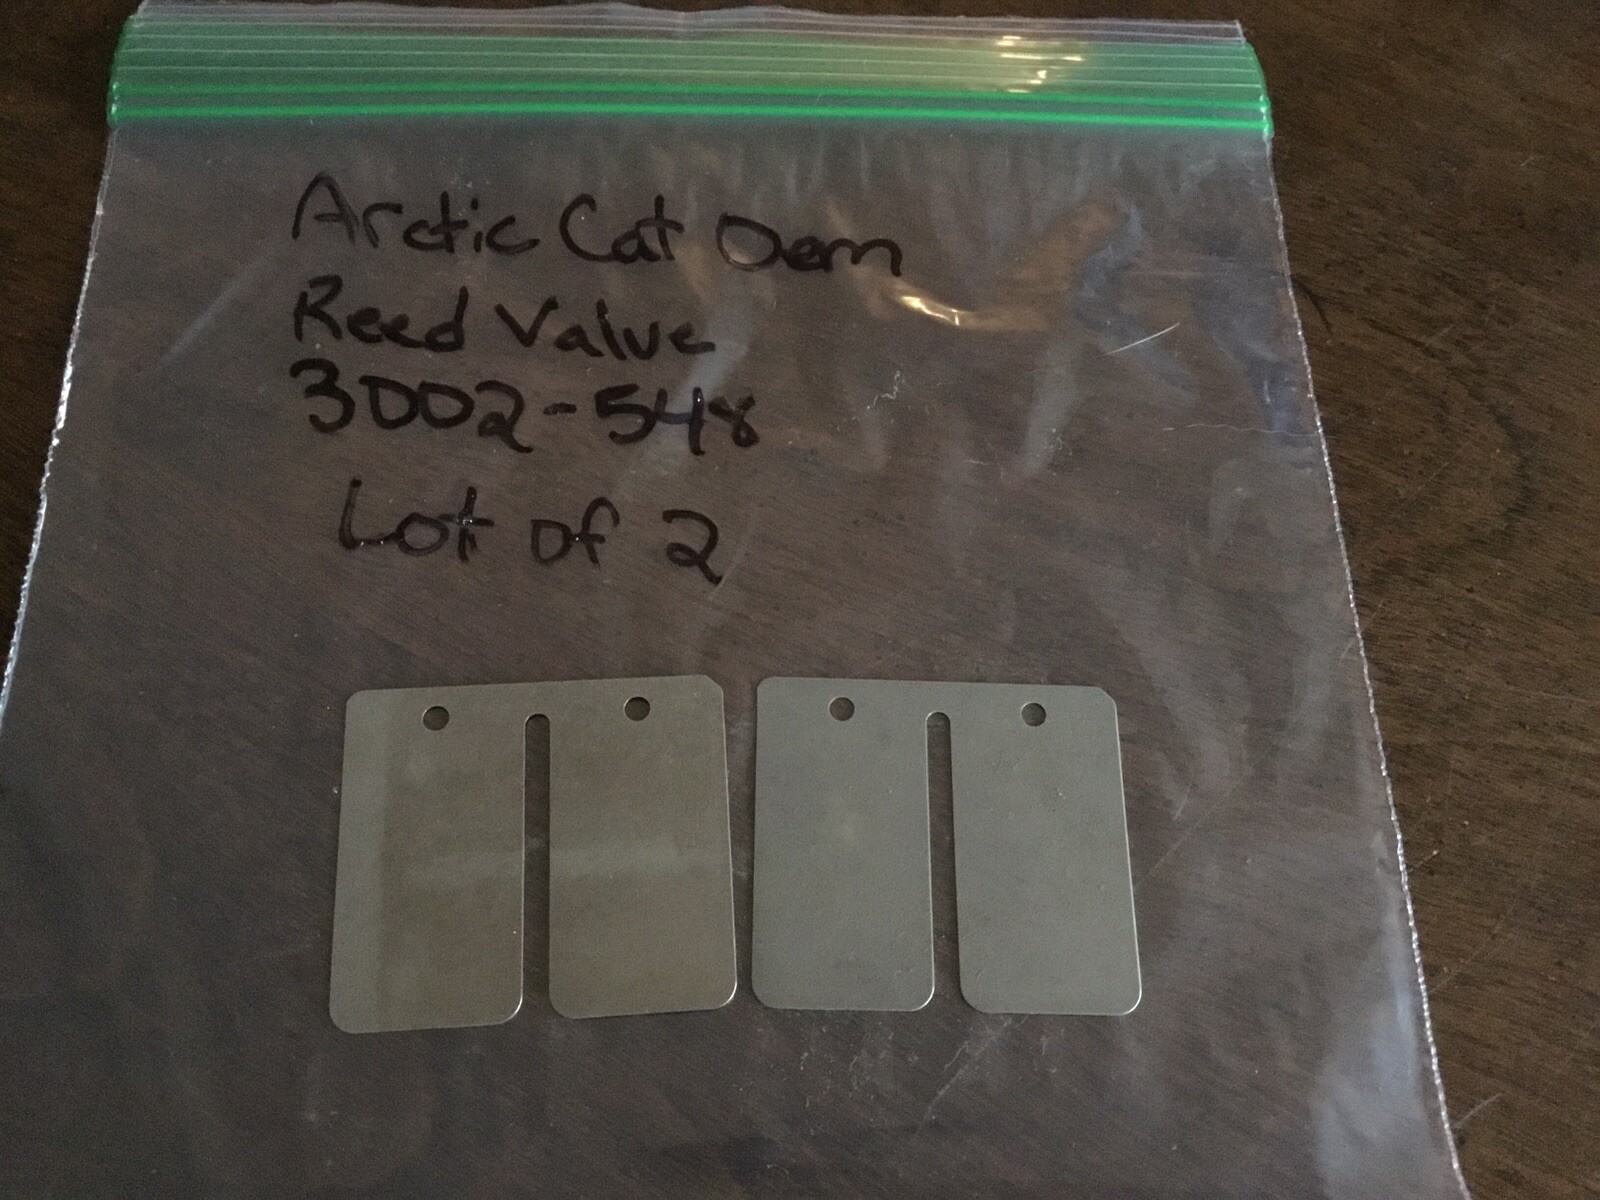 Arctic Cat Oem
Reed Valve
3002-548
Lot of 2